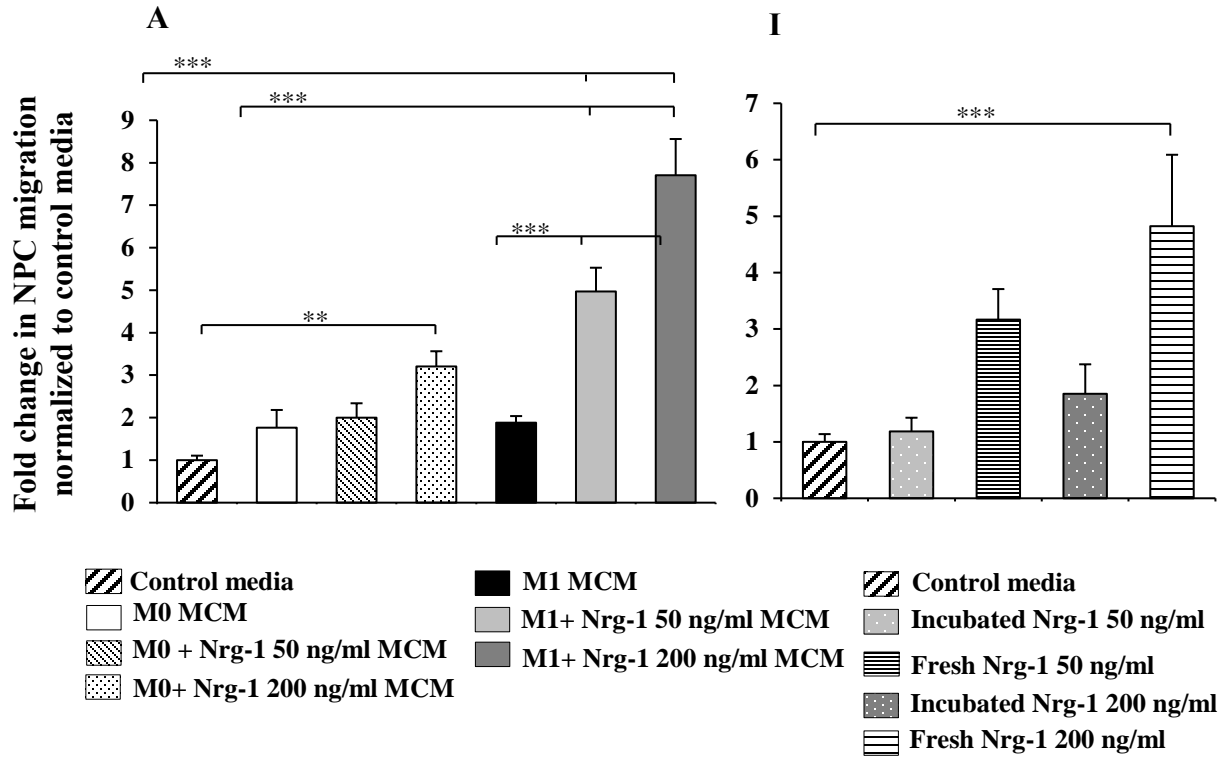 A
I
***
***
***
**
***
Fold change in NPC migration
normalized to control media
9
8
7
6
5
4
3
2
1
0
7
6
5
4
3
2
1
0
Control media
M0 MCM
M0 + Nrg-1 50 ng/ml MCM
M0+ Nrg-1 200 ng/ml MCM
M1 MCM
M1+ Nrg-1 50 ng/ml MCM
M1+ Nrg-1 200 ng/ml MCM
Control media
Incubated Nrg-1 50 ng/ml
Fresh Nrg-1 50 ng/ml
Incubated Nrg-1 200 ng/ml
Fresh Nrg-1 200 ng/ml